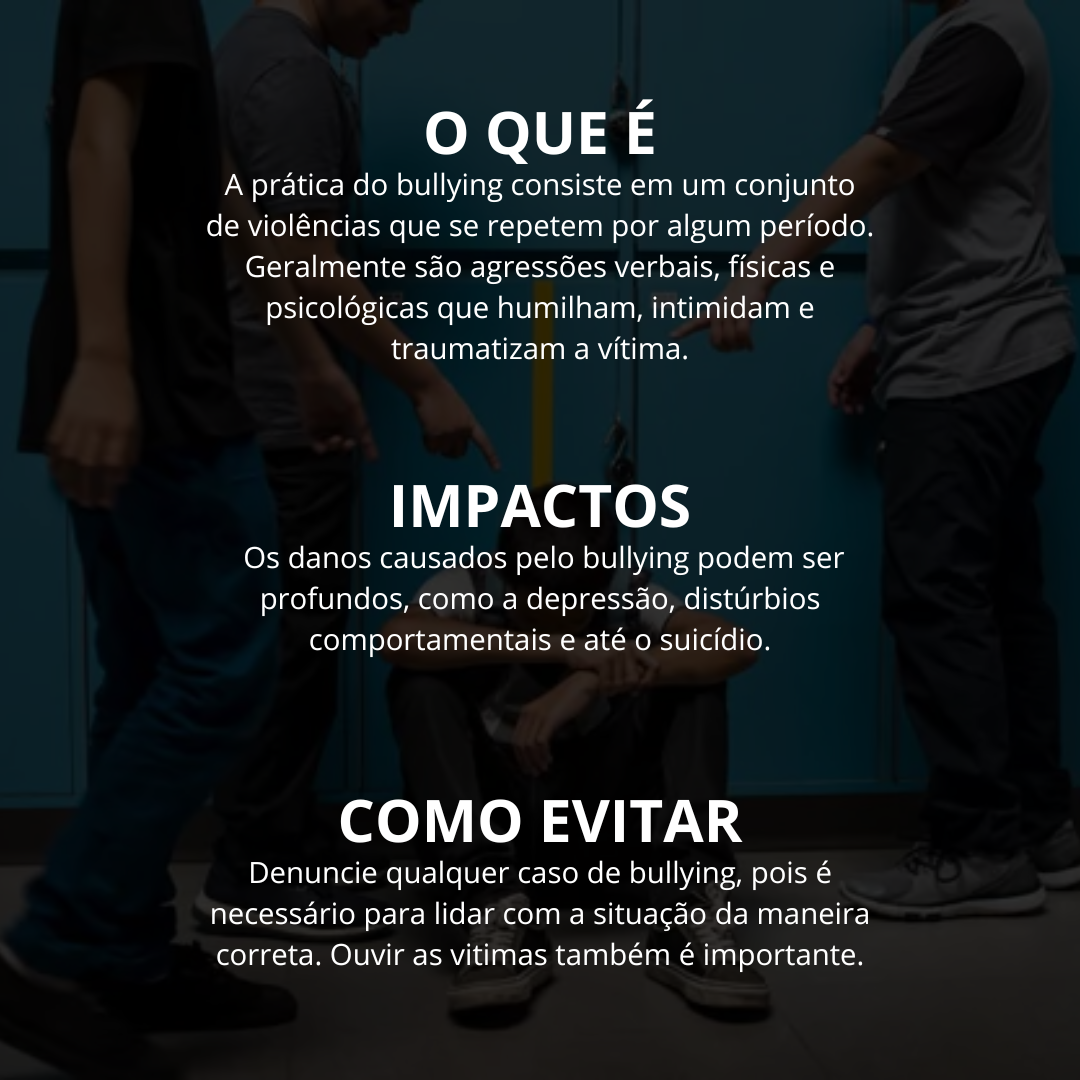 O QUE É
A prática do bullying consiste em um conjunto
de violências que se repetem por algum período.
Geralmente são agressões verbais, físicas e
psicológicas que humilham, intimidam e
traumatizam a vítima.
IMPACTOS
Os danos causados pelo bullying podem ser
profundos, como a depressão, distúrbios
comportamentais e até o suicídio.
COMO EVITAR
Denuncie qualquer caso de bullying, pois é
necessário para lidar com a situação da maneira
correta. Ouvir as vitimas também é importante.